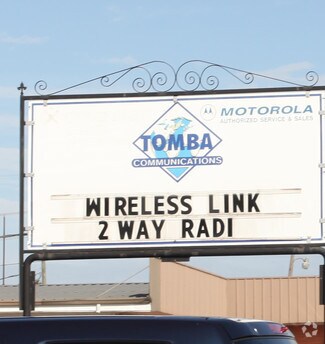 MOTOROLA
AUTHORIZED SERVICE & SALES
TOMBA
COMMUNICATIONS
WIRELESS LINK
2 WAY RADI